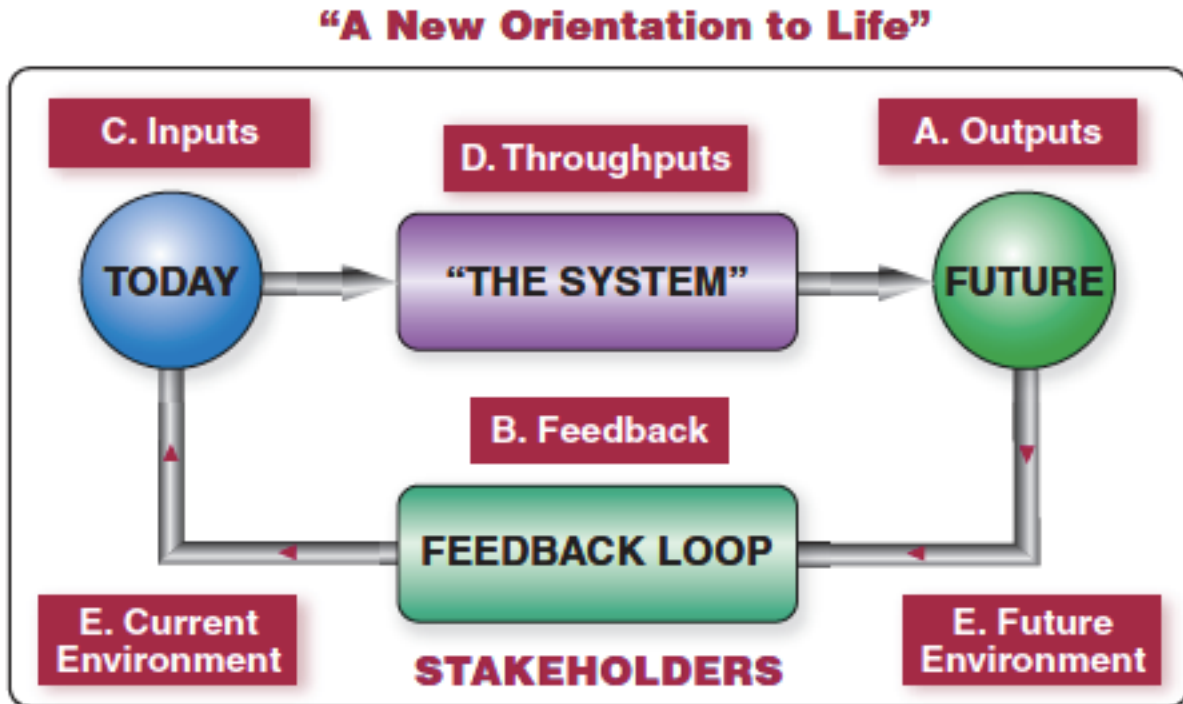 “A New Orientation to Life”
C. Inputs
D. Throughputs
A. Outputs
TODAY
“THE SYSTEM”
FUTURE
B. Feedback
FEEDBACK LOOP
E. Current
Environment
STAKEHOLDERS
E. Future
Environment